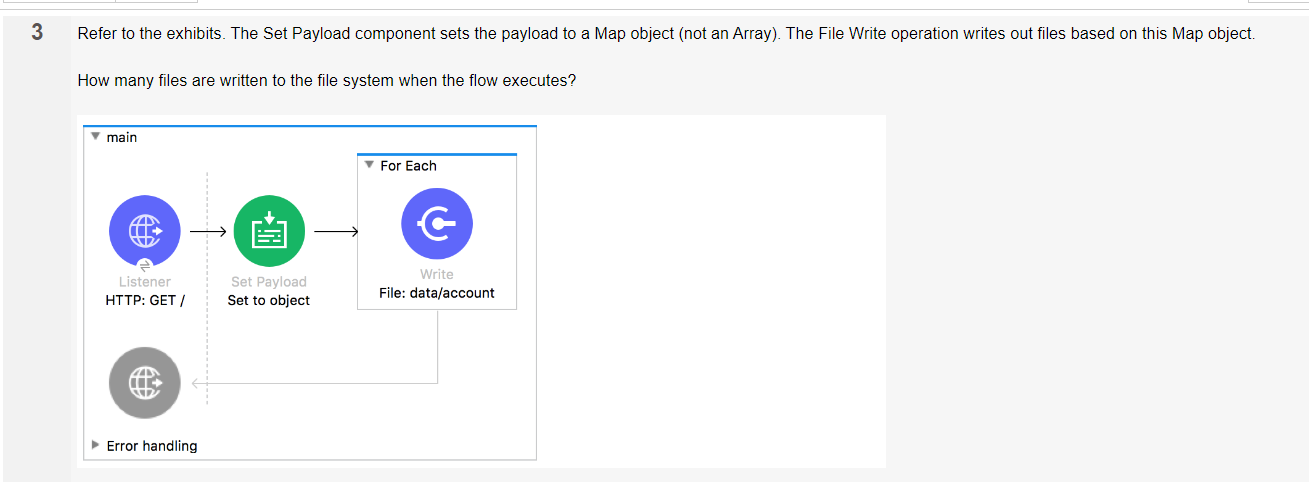 3
Refer to the exhibits. The Set Payload component sets the payload to a Map object (not an Array). The File Write operation writes out files based on this Map object.
How many files are written to the file system when the flow executes?
main
For Each
Listener
HTTP: GET /
Set Payload
Set to object
Write
File: data/account
Error handling